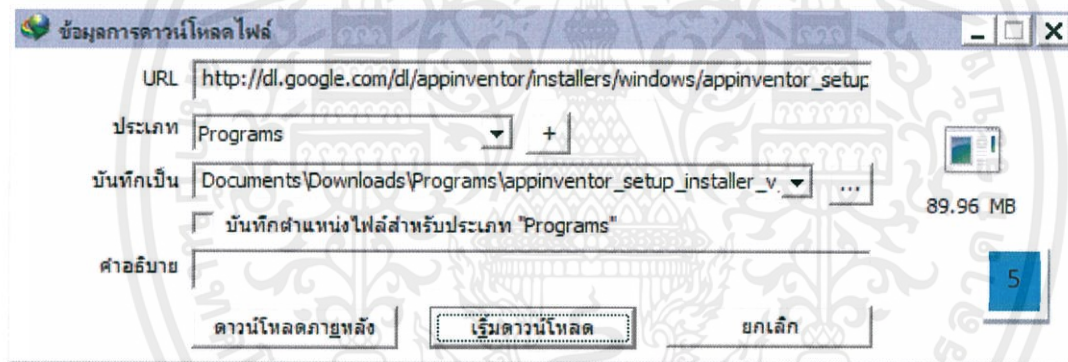 ข้อมูลการดาวน์โหลดไฟล์
URL http://dl.google.com/dl/appinventor/installers/windows/appinventor_setup
ประเภท Programs +
บันทึกเป็น Documents\Downloads\Programs\appinventor_setup_installer_v_ ...
89.96 MB
บันทึกตำแหน่งไฟล์สำหรับประเภท "Programs"
คำอธิบาย
5
ดาวน์โหลดภายหลัง เริ่มดาวน์โหลด ยกเลิก